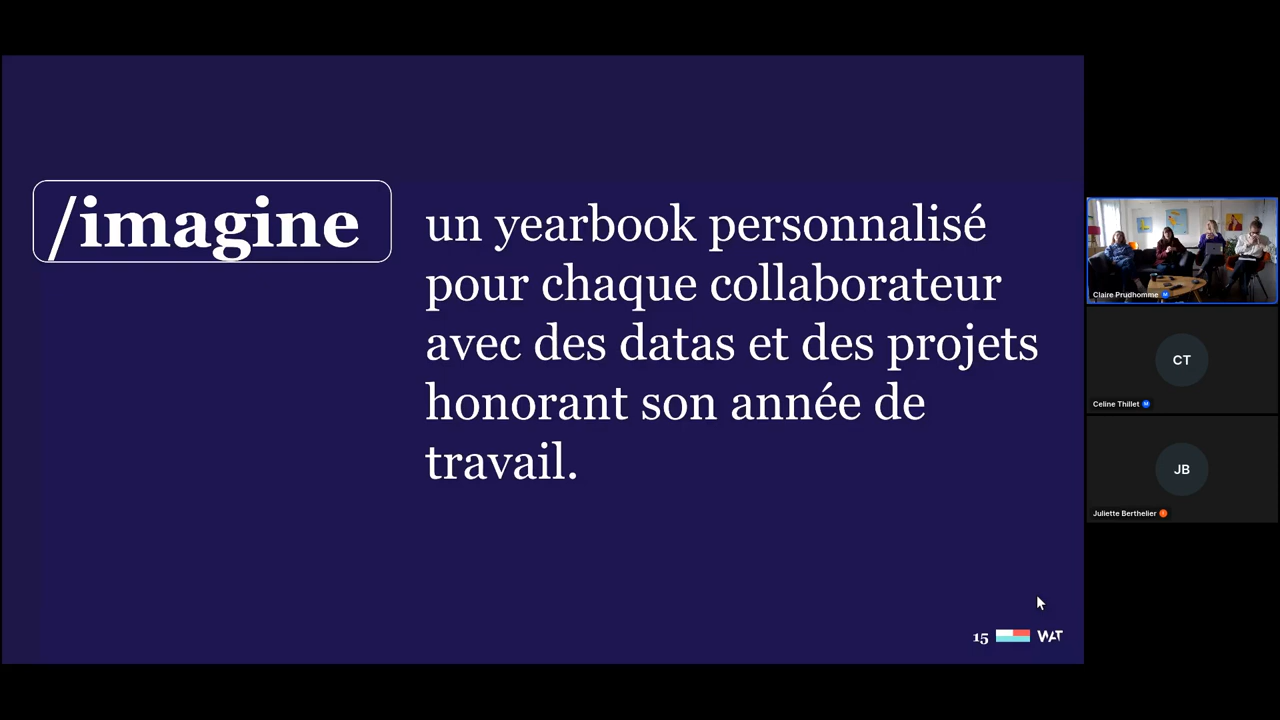 /imagine
un yearbook personnalisé
pour chaque collaborateur
avec des datas et des projets
honorant son année de
travail.
15
WAT
Claire Prudhomme M
CT
Celine Thillet M
JB
Juliette Berthelier